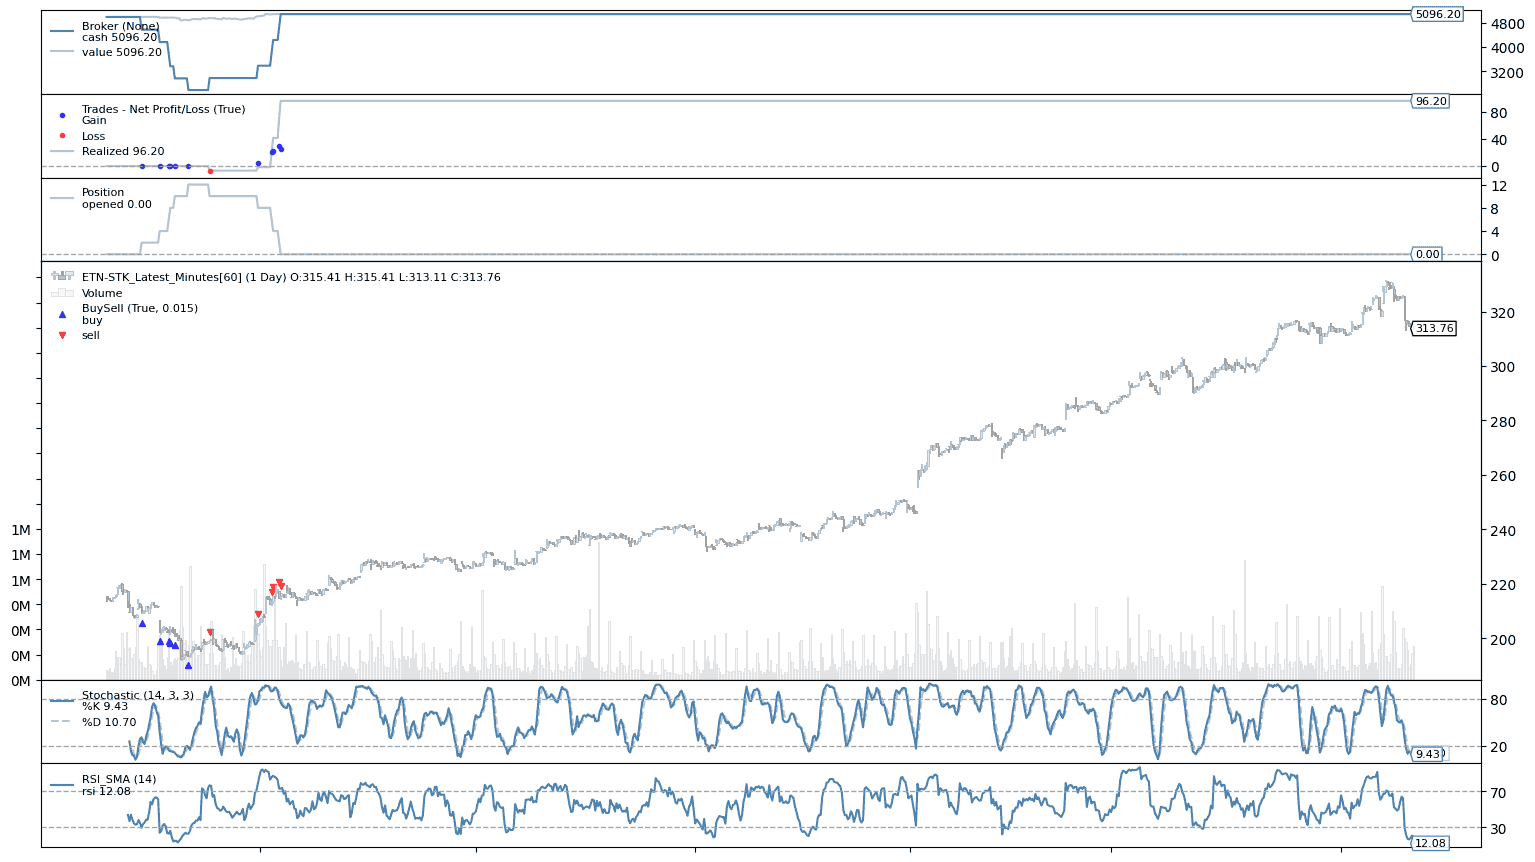 Broker (None)
cash 5096.20
value 5096.20
5096.20
4800
4000
3200
Trades - Net Profit/Loss (True)
Gain
Loss
Realized 96.20
96.20
80
40
0
Position
opened 0.00
12
8
4
0.00
0
ETN-STK_Latest_Minutes[60] (1 Day) O:315.41 H:315.41 L:313.11 C:313.76
Volume
BuySell (True, 0.015)
buy
sell
320
313.76
300
280
260
240
220
200
1M
1M
1M
0M
0M
0M
0M
Stochastic (14, 3, 3)
%K 9.43
%D 10.70
80
20
9.43
RSI_SMA (14)
rsi 12.08
70
30
12.08